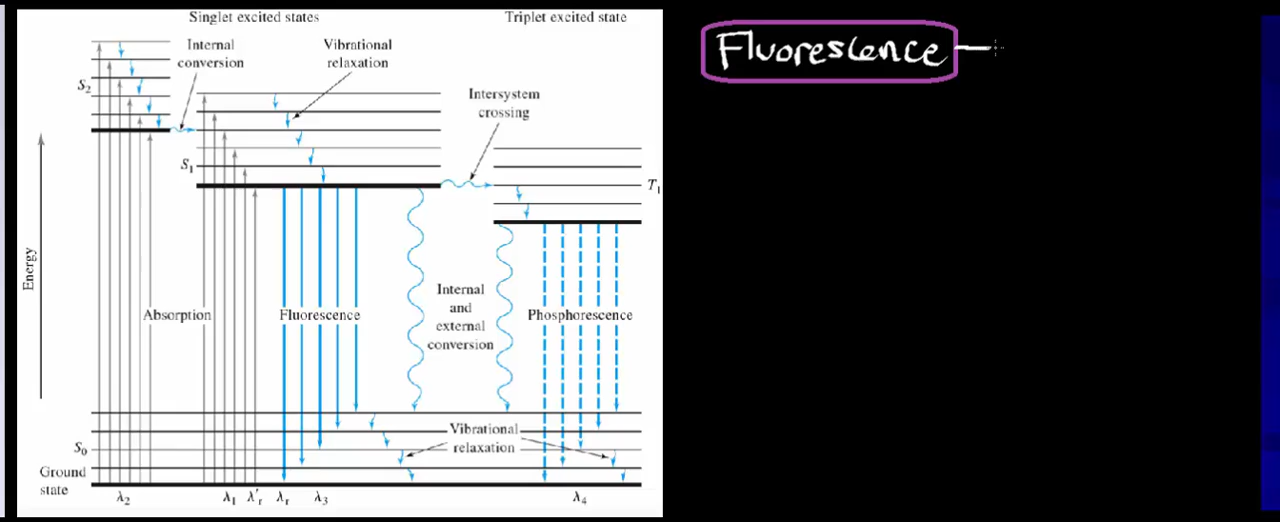 Singlet excited states
Triplet excited state
Internal
conversion
Vibrational
relaxation
S2
Intersystem
crossing
S1
T1
Energy
Absorption
Fluorescence
Internal
and
external
conversion
Phosphorescence
S0
Vibrational
relaxation
Ground
state
λ2
λ1
λ'r
λr
λ3
λ4
Fluorescence